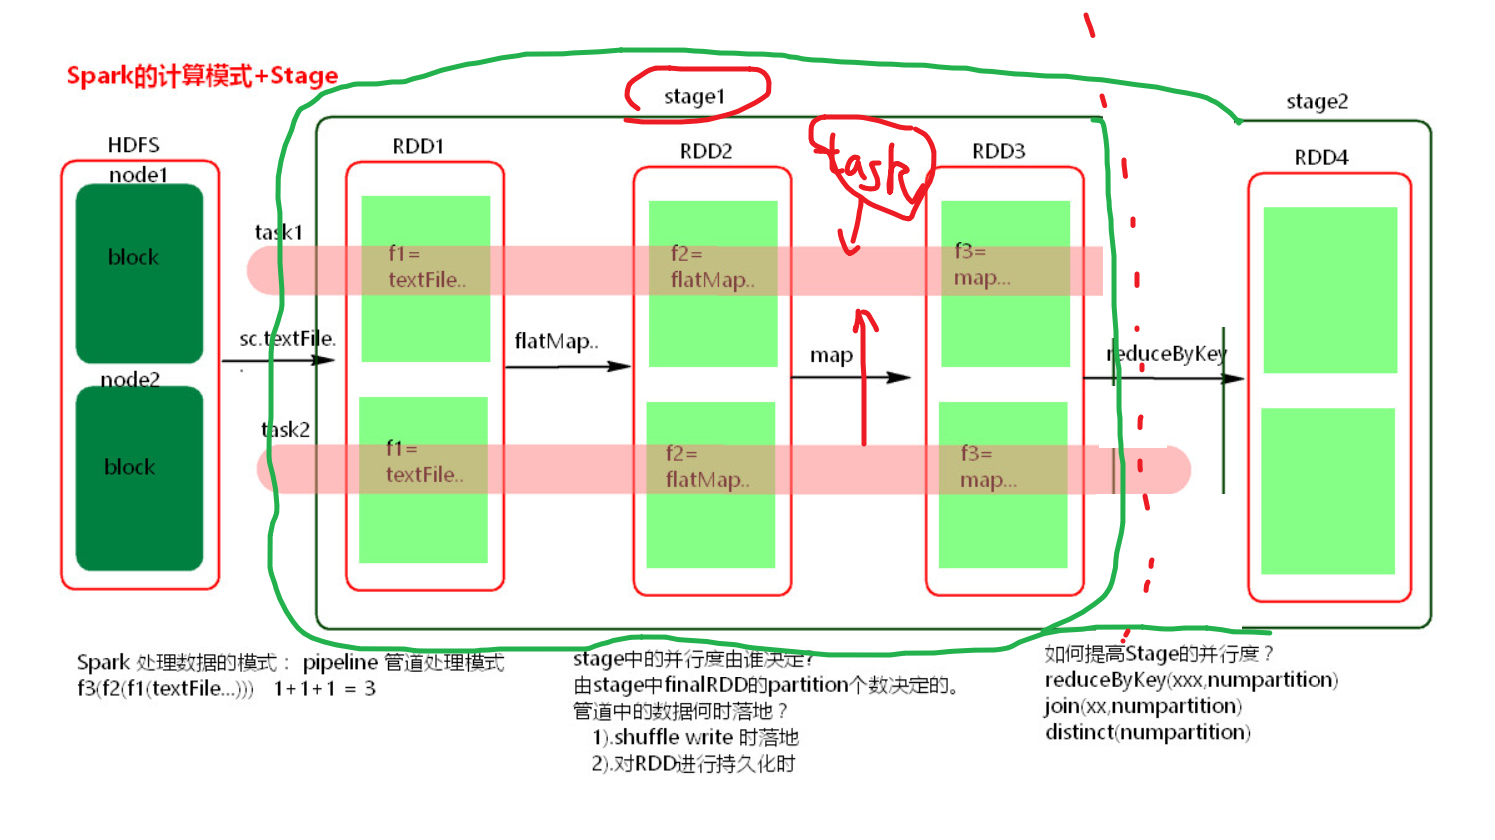 Spark的计算模式+Stage
stage1
stage2
HDFS
RDD1
RDD2
task
RDD3
RDD4
node1
block
task1
f1=
textFile..
f2=
flatMap..
f3=
map...
sc.textFile.
flatMap..
map
reduceByKey
node2
block
task2
f1=
textFile..
f2=
flatMap..
f3=
map...
Spark 处理数据的模式： pipeline 管道处理模式
f3(f2(f1(textFile...))) 1+1+1 = 3
stage中的并行度由谁决定?
由stage中finalRDD的partition个数决定的。
管道中的数据何时落地？
1).shuffle write 时落地
2).对RDD进行持久化时
如何提高Stage的并行度？
reduceByKey(xxx,numpartition)
join(xx,numpartition)
distinct(numpartition)